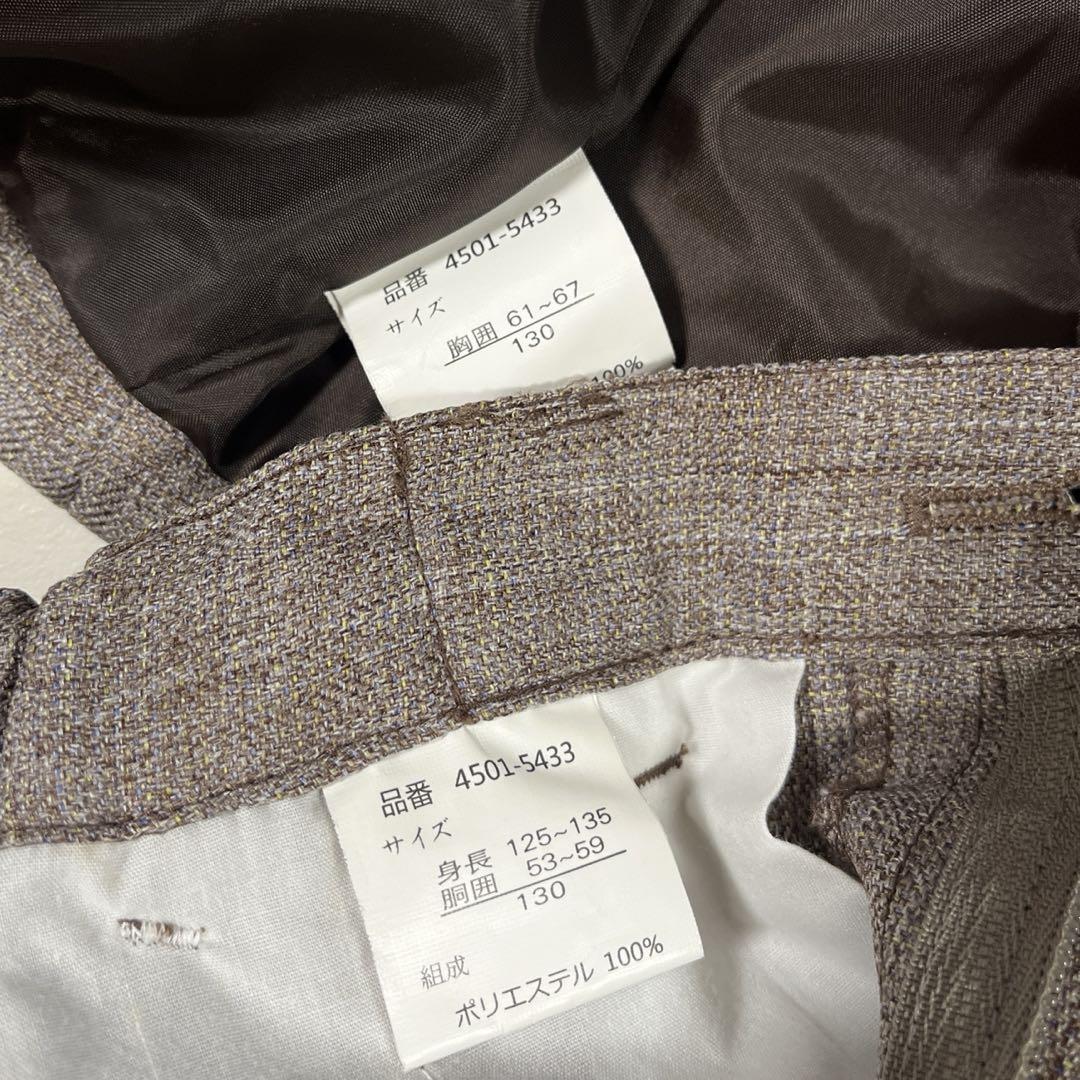 品番 4501-5433
サイズ
胸囲 61~67
130
100%
品番 4501-5433
サイズ
身長 125~135
胴囲 53~59
130
組成
ポリエステル 100%